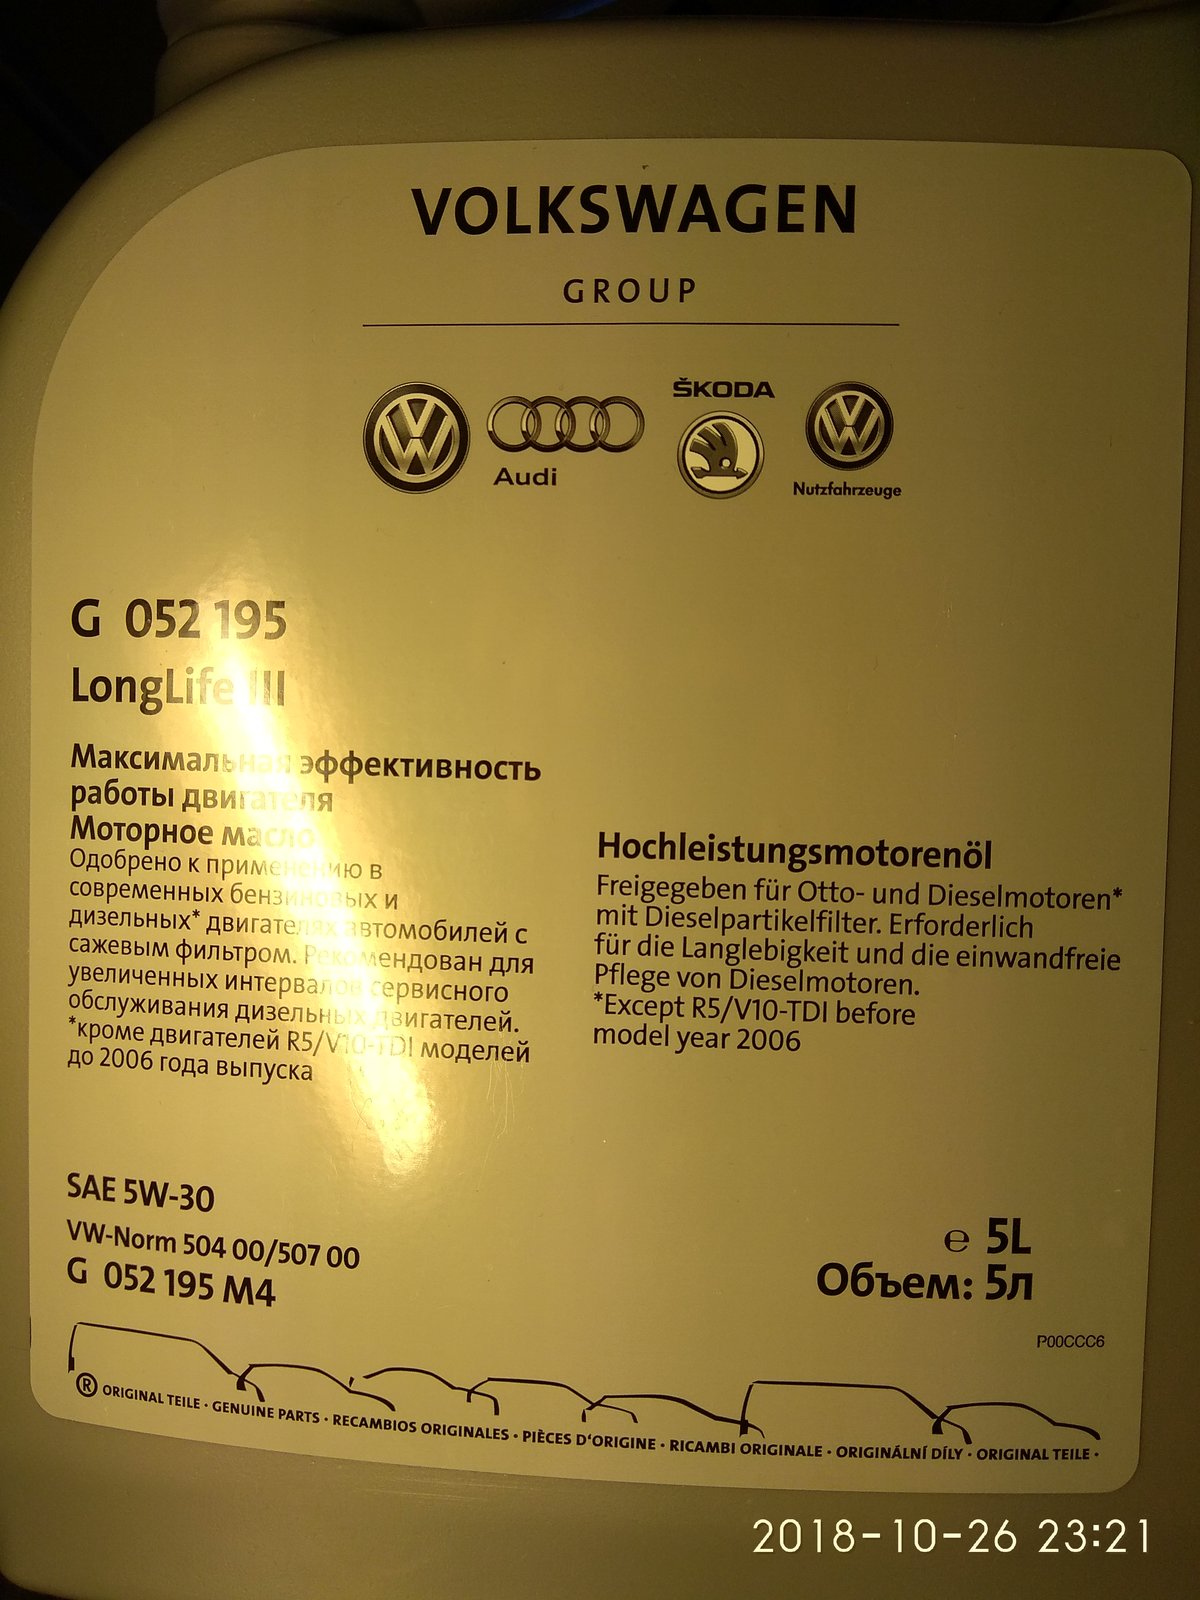 VOLKSWAGEN
GROUP
Audi
ŠKODA
Nutzfahrzeuge
G 052 195
LongLife III
Максимальная эффективность
работы двигателя
Моторное масло
Одобрено к применению в
современных бензиновых и
дизельных* двигателях автомобилей с
сажевым фильтром. Рекомендован для
увеличенных интервалов сервисного
обслуживания дизельных двигателей.
*кроме двигателей R5/V10-TDI моделей
до 2006 года выпуска
Hochleistungsmotorenöl
Freigegeben für Otto- und Dieselmotoren*
mit Dieselpartikelfilter. Erforderlich
für die Langlebigkeit und die einwandfreie
Pflege von Dieselmotoren.
*Except R5/V10-TDI before
model year 2006
SAE 5W-30
VW-Norm 504 00/507 00
G 052 195 M4
℮ 5L
Объем: 5л
P00CCC6
® ORIGINAL TEILE · GENUINE PARTS · RECAMBIOS ORIGINALES · PIÈCES D'ORIGINE · RICAMBI ORIGINALE · ORIGINÁLNÍ DÍLY · ORIGINAL TEILE ·
2018-10-26 23:21